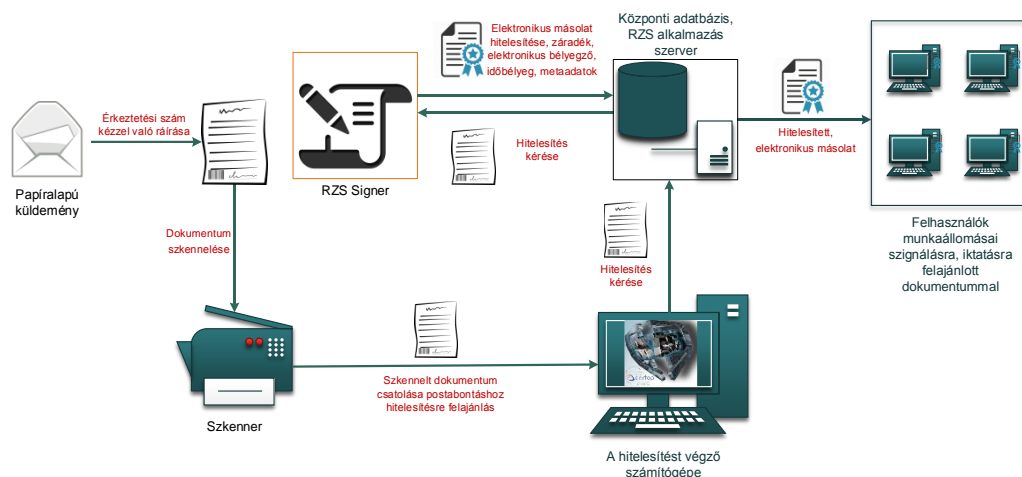 Papíralapú
küldemény
Érkeztetési szám
kézzel való ráírása
Dokumentum
szkennelése
Szkenner
Szkennelt dokumentum
csatolása postabontáshoz
hitelesítésre felajánlás
A hitelesítést végző
számítógépe
Hitelesítés
kérése
RZS Signer
Hitelesítés
kérése
Elektronikus másolat
hitelesítése, záradék,
elektronikus bélyegző,
időbélyeg, metaadatok
Központi adatbázis,
RZS alkalmazás
szerver
Hitelesített,
elektronikus másolat
Felhasználók
munkaállomásai
szignálásra, iktatásra
felajánlott
dokumentummal